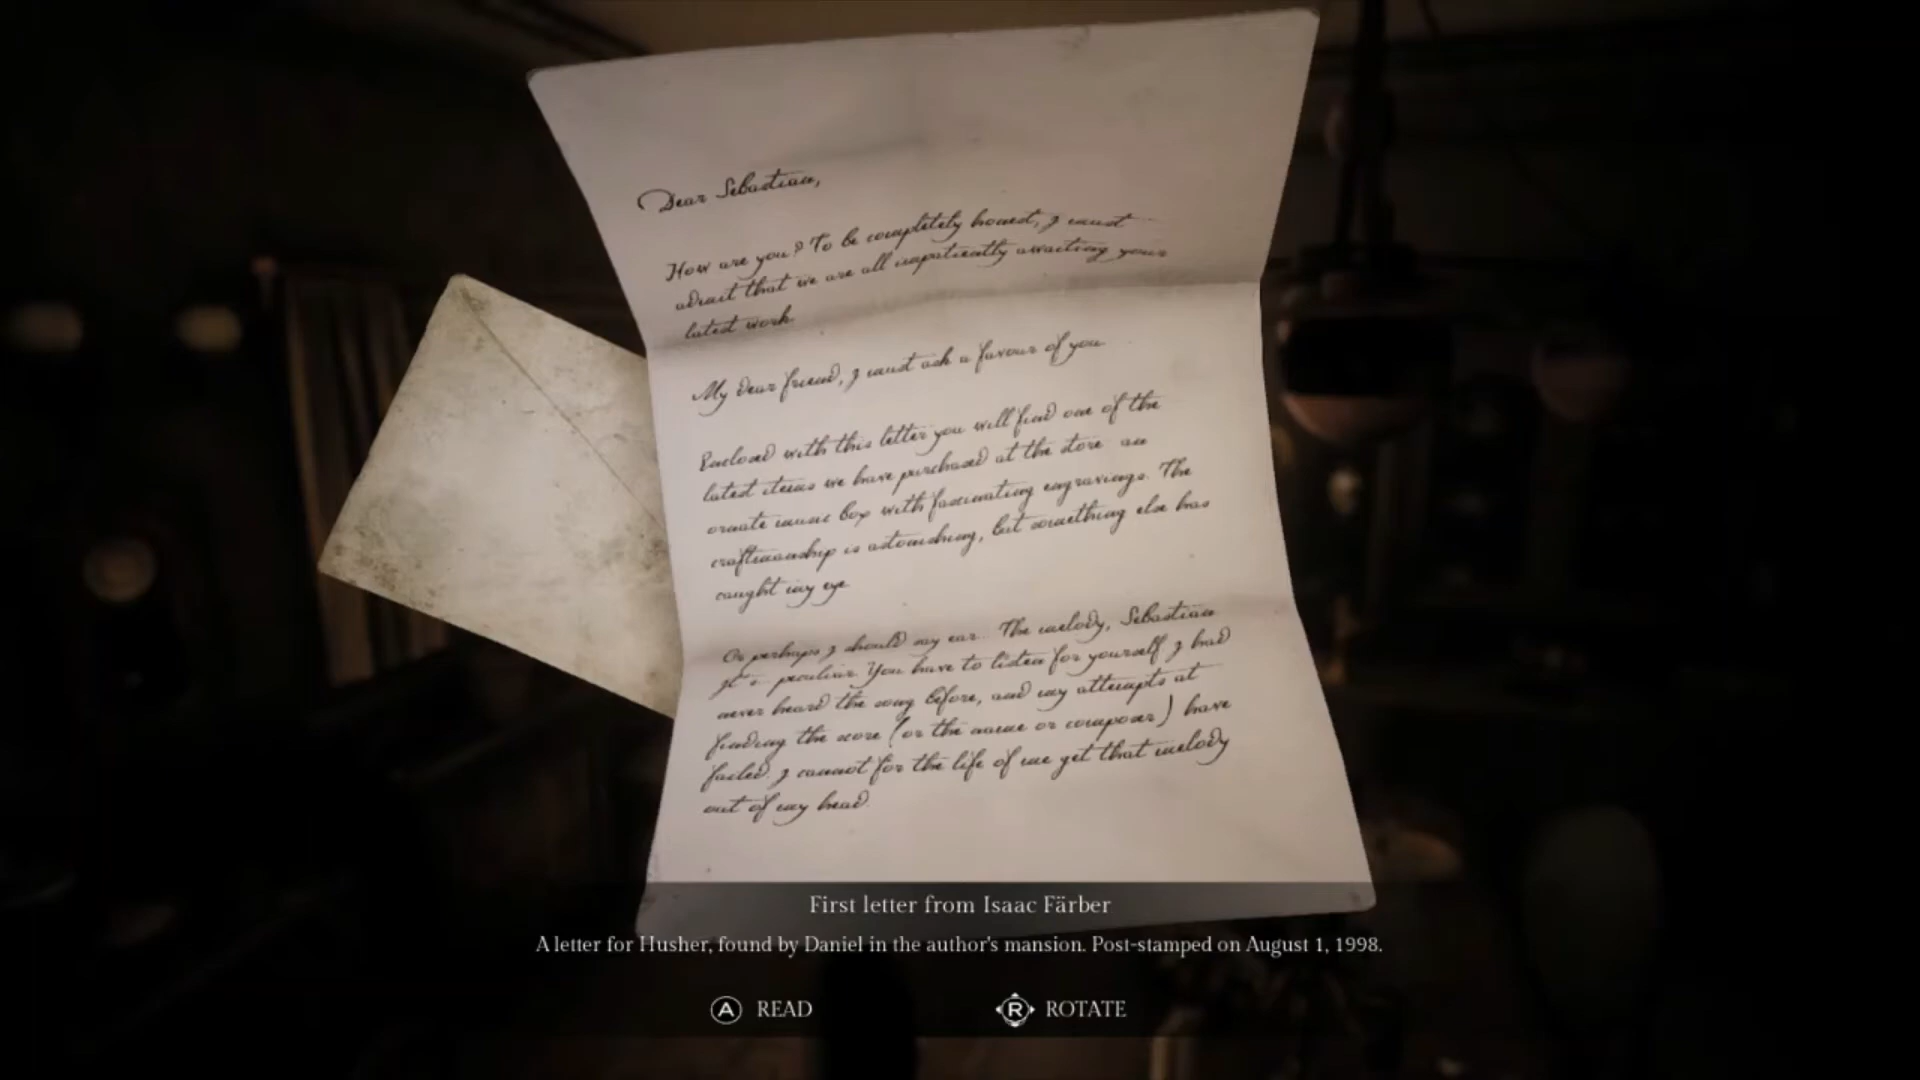 Dear Sebastian,
How are you? To be completely honest, I must
admit that we are all impatiently awaiting your
latest work.
My dear friend, I must ask a favour of you.
Enclosed with this letter you will find one of the
latest items we have purchased at the store: an
ornate music box with fascinating engravings. The
craftmanship is astonishing, but something else has
caught my eye.
Or perhaps I should say ear... The melody, Sebastian.
It's... peculiar. You have to listen for yourself. I had
never heard the song before, and my attempts at
finding the score (or the name or composer) have
failed. I cannot for the life of me get that melody
out of my head.
First letter from Isaac Färber
A letter for Husher, found by Daniel in the author's mansion. Post-stamped on August 1, 1998.
A READ R ROTATE